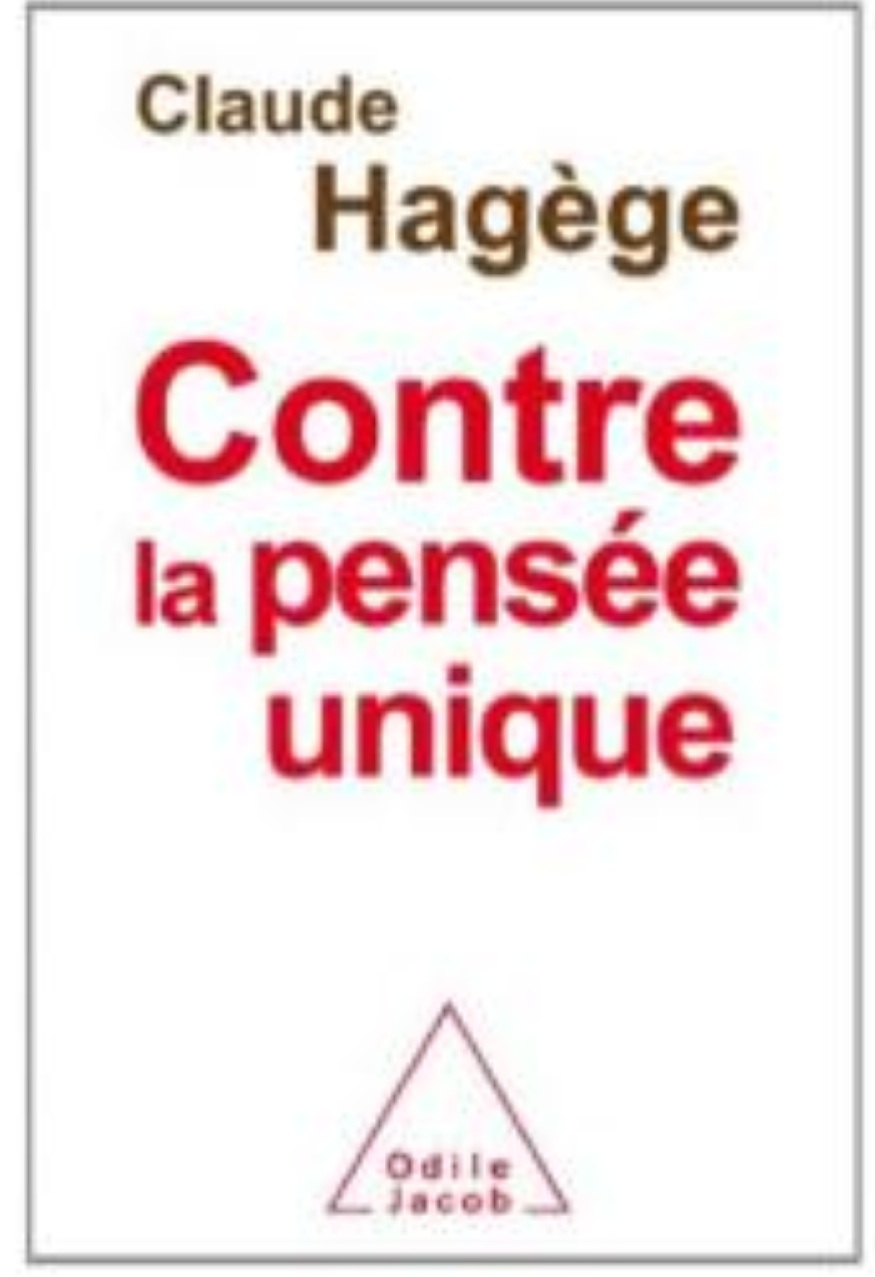 Claude
Hagège
Contre
la pensée
unique
Odile
Jacob